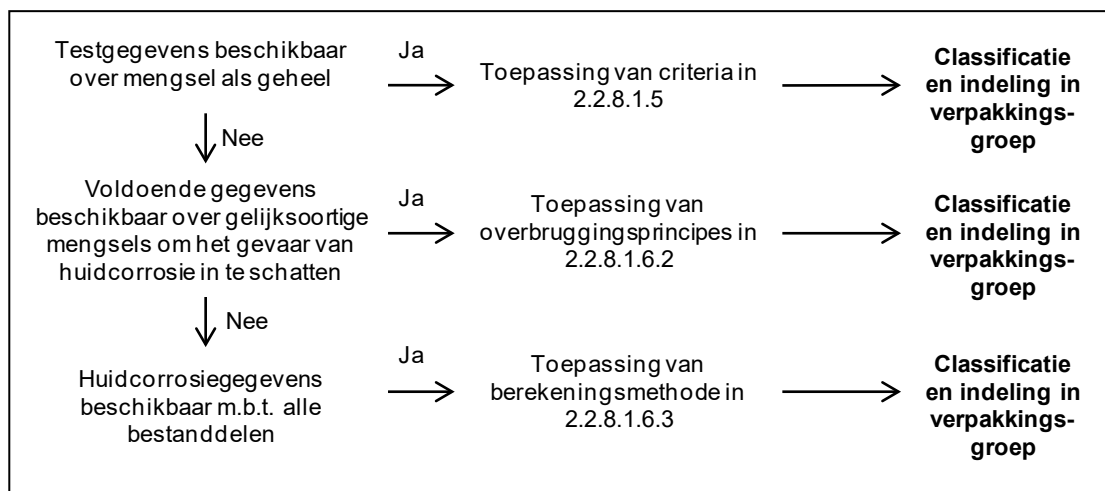 Testgegevens beschikbaar
over mengsel als geheel
Ja
Toepassing van criteria in
2.2.8.1.5
Classificatie
en indeling in
verpakkings-
groep
Nee
Voldoende gegevens
beschikbaar over gelijksoortige
mengsels om het gevaar van
huidcorrosie in te schatten
Ja
Toepassing van
overbruggingsprincipes in
2.2.8.1.6.2
Classificatie
en indeling in
verpakkings-
groep
Nee
Huidcorrosiegegevens
beschikbaar m.b.t. alle
bestanddelen
Ja
Toepassing van
berekeningsmethode in
2.2.8.1.6.3
Classificatie
en indeling in
verpakkings-
groep